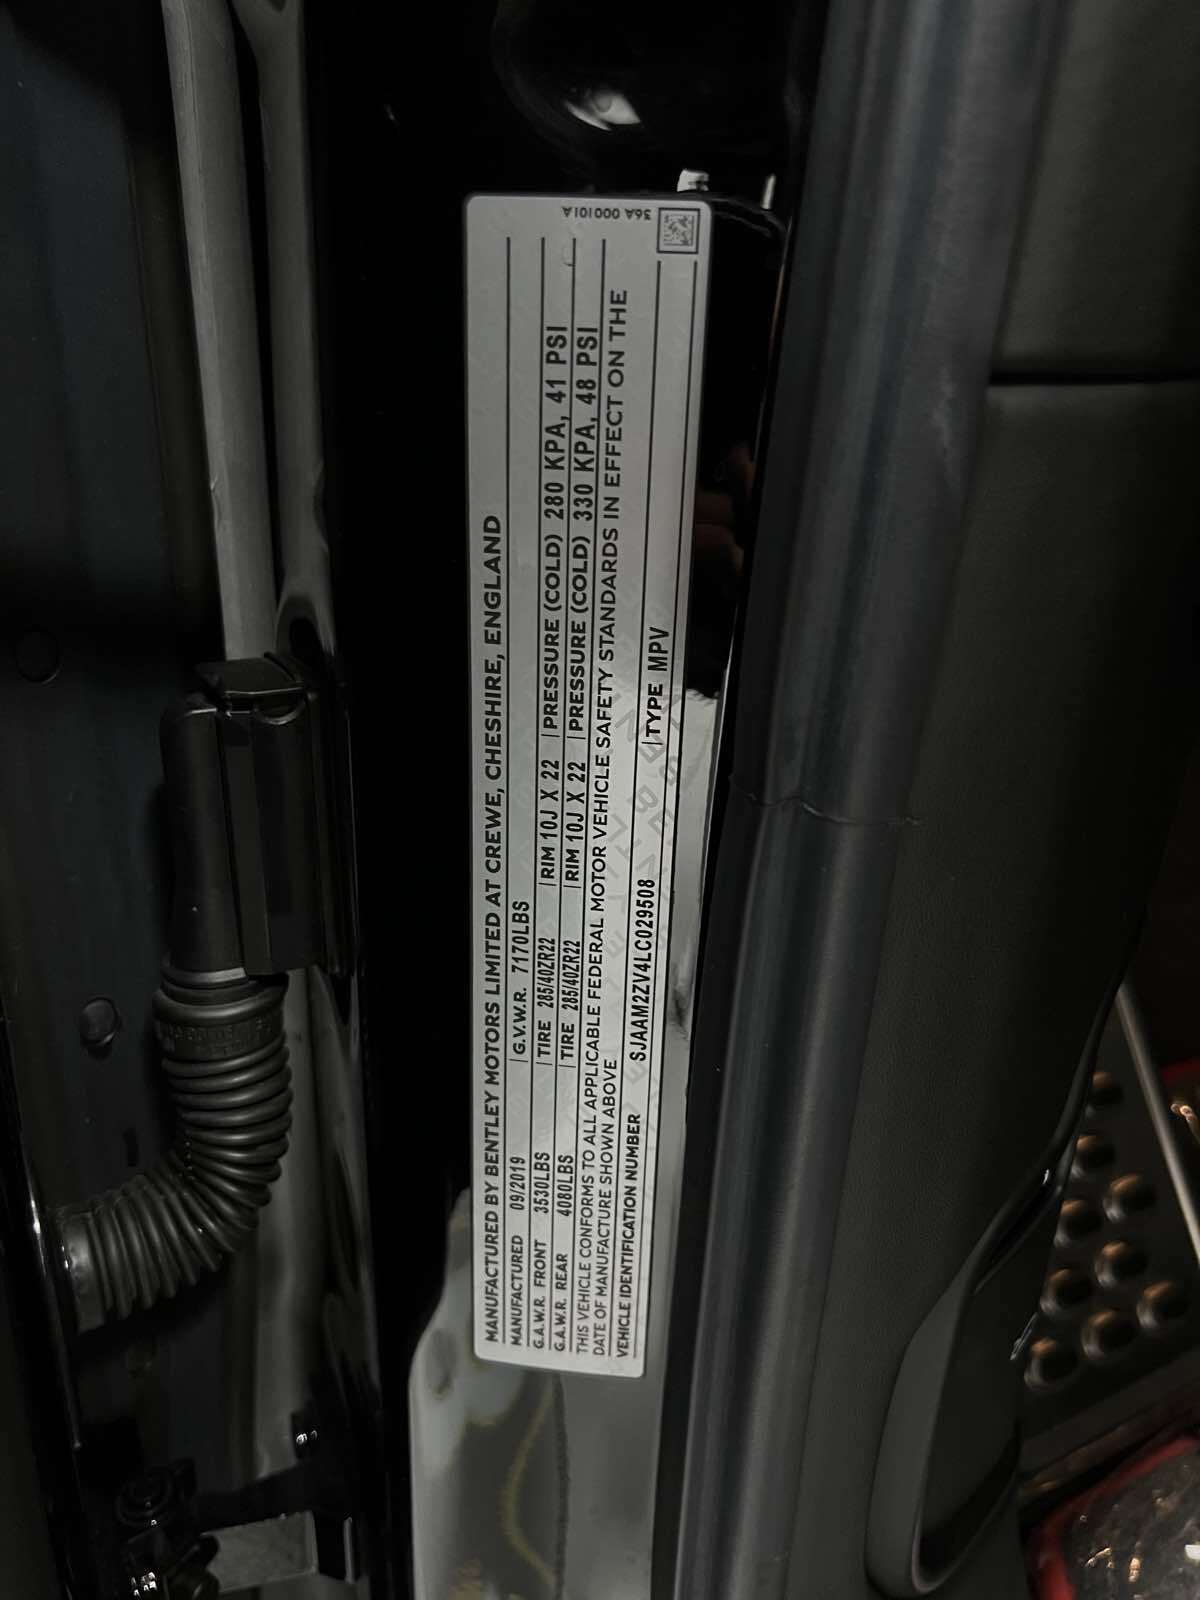 MANUFACTURED BY BENTLEY MOTORS LIMITED AT CREWE, CHESHIRE, ENGLAND
MANUFACTURED 09/2019 G.V.W.R. 7170LBS
G.A.W.R. FRONT 3530LBS TIRE 285/40ZR22 RIM 10J X 22 PRESSURE (COLD) 280 KPA, 41 PSI
G.A.W.R. REAR 4080LBS TIRE 285/40ZR22 RIM 10J X 22 PRESSURE (COLD) 330 KPA, 48 PSI
THIS VEHICLE CONFORMS TO ALL APPLICABLE FEDERAL MOTOR VEHICLE SAFETY STANDARDS IN EFFECT ON THE
DATE OF MANUFACTURE SHOWN ABOVE
VEHICLE IDENTIFICATION NUMBER SJAAM2ZV4LC029508 TYPE MPV
36A 000101A